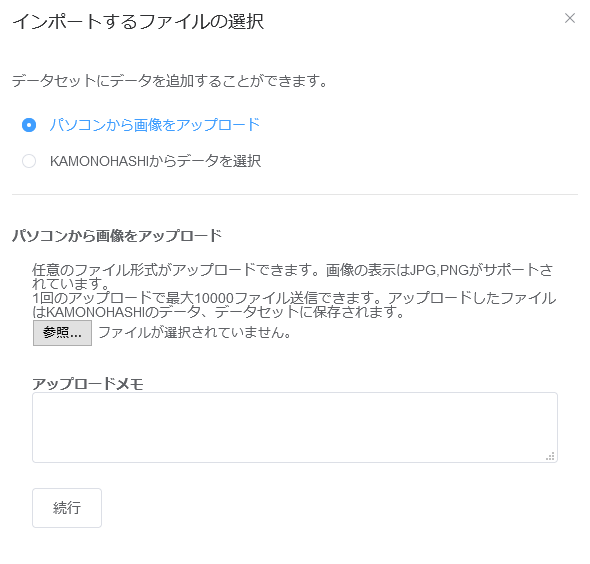 インポートするファイルの選択
データセットにデータを追加することができます。
パソコンから画像をアップロード
KAMONOHASHIからデータを選択
パソコンから画像をアップロード
任意のファイル形式がアップロードできます。画像の表示はJPG,PNGがサポートさ
れています。
1回のアップロードで最大10000ファイル送信できます。アップロードしたファイル
はKAMONOHASHIのデータ、データセットに保存されます。
参照... ファイルが選択されていません。
アップロードメモ
続行